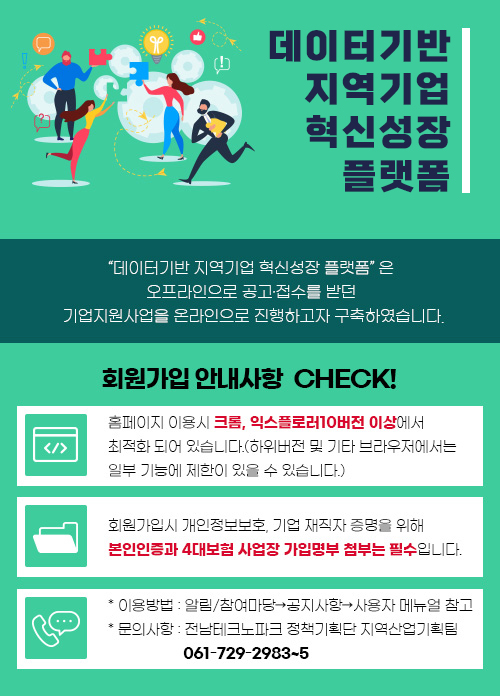 데이터기반
지역기업
혁신성장
플랫폼
“데이터기반 지역기업 혁신성장 플랫폼” 은
오프라인으로 공고·접수를 받던
기업지원사업을 온라인으로 진행하고자 구축하였습니다.
회원가입 안내사항 CHECK!
홈페이지 이용시 크롬, 익스플로러10버전 이상에서
최적화 되어 있습니다.(하위버전 및 기타 브라우저에서는
일부 기능에 제한이 있을 수 있습니다.)
회원가입시 개인정보보호, 기업 재직자 증명을 위해
본인인증과 4대보험 사업장 가입명부 첨부는 필수입니다.
* 이용방법 : 알림/참여마당→공지사항→사용자 메뉴얼 참고
* 문의사항 : 전남테크노파크 정책기획단 지역산업기획팀
061-729-2983~5